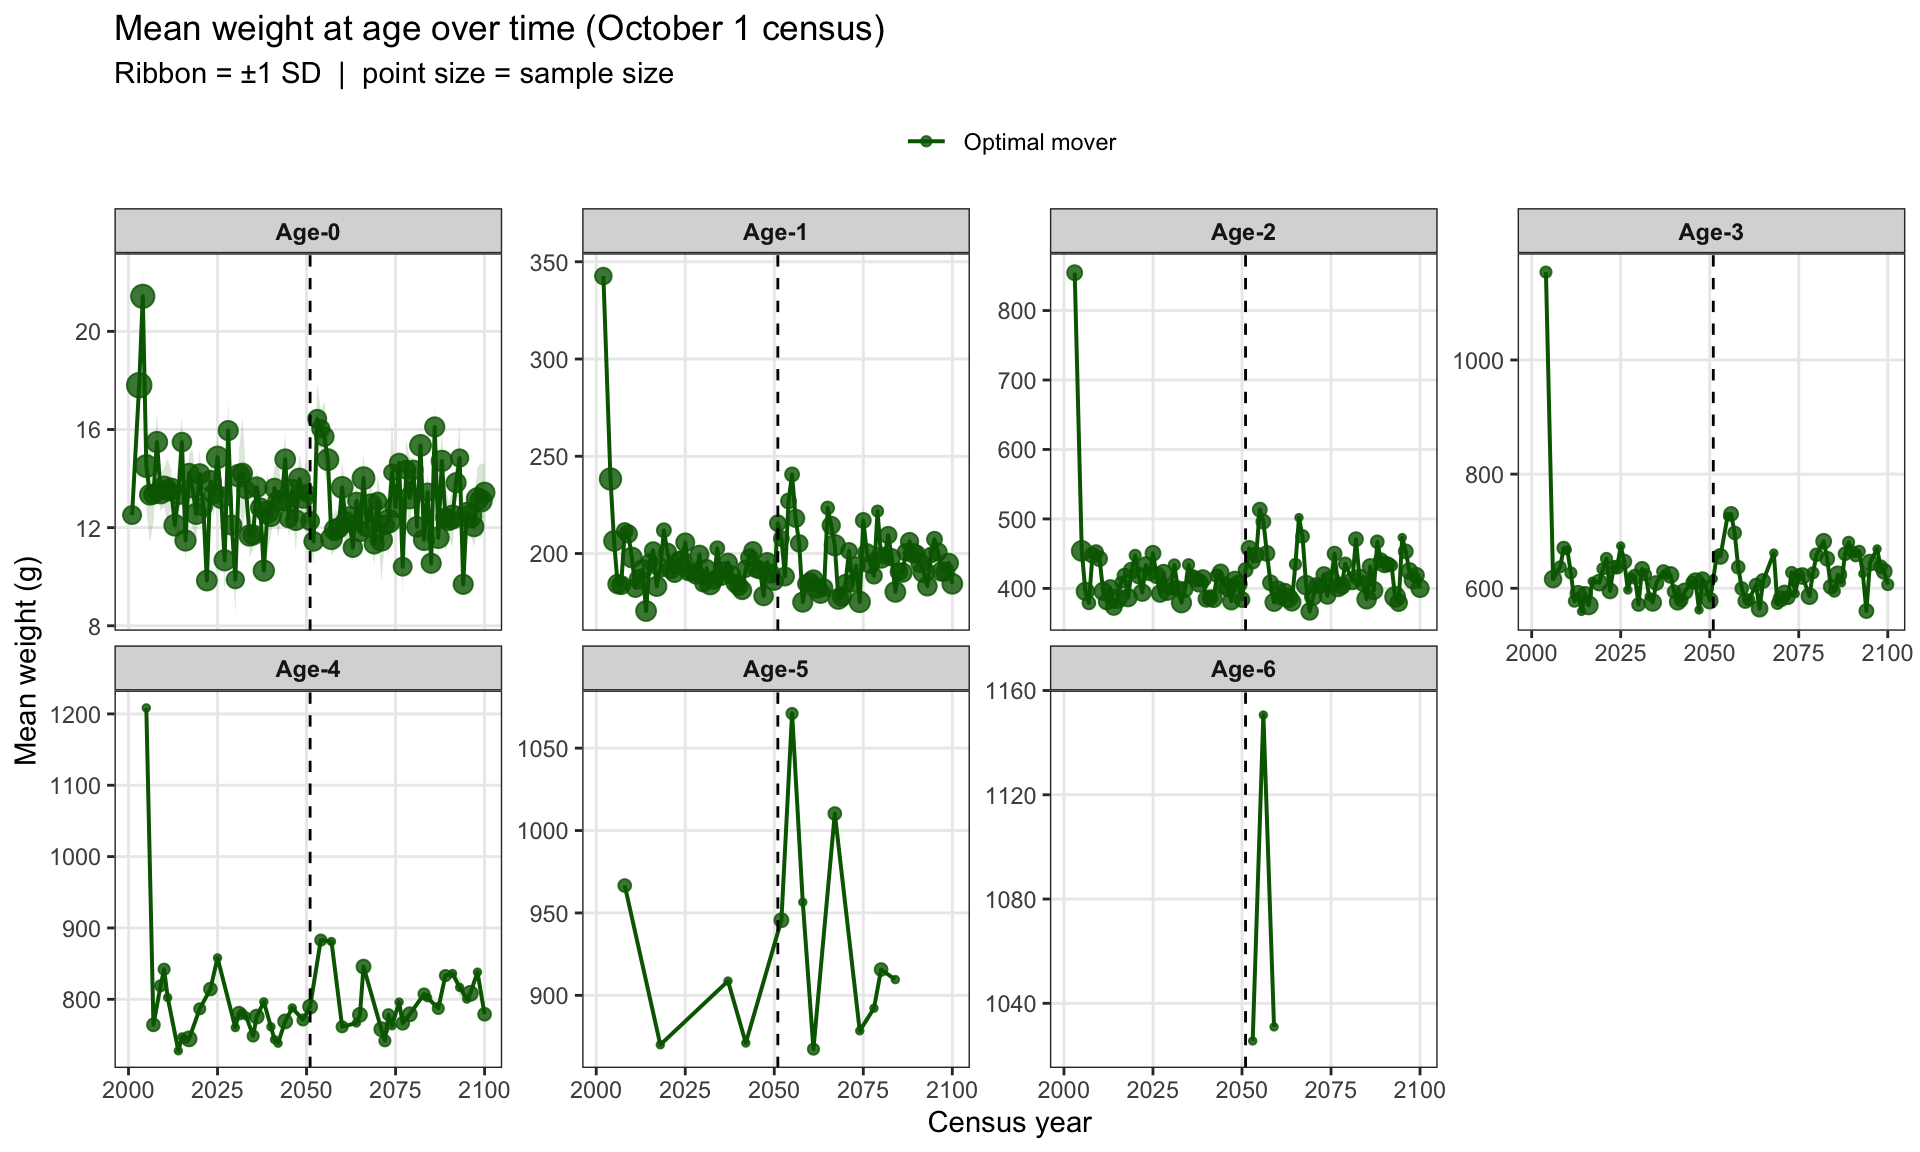 Mean weight at age over time (October 1 census)
Ribbon = ±1 SD | point size = sample size
Optimal mover
Age-0
Age-1
Age-2
Age-3
20
16
12
8
350
300
250
200
800
700
600
500
400
1000
800
600
2000 2025 2050 2075 2100
Age-4
Age-5
Age-6
1200
1100
1000
900
800
1050
1000
950
900
1160
1120
1080
1040
2000 2025 2050 2075 2100
2000 2025 2050 2075 2100
2000 2025 2050 2075 2100
Mean weight (g)
Census year